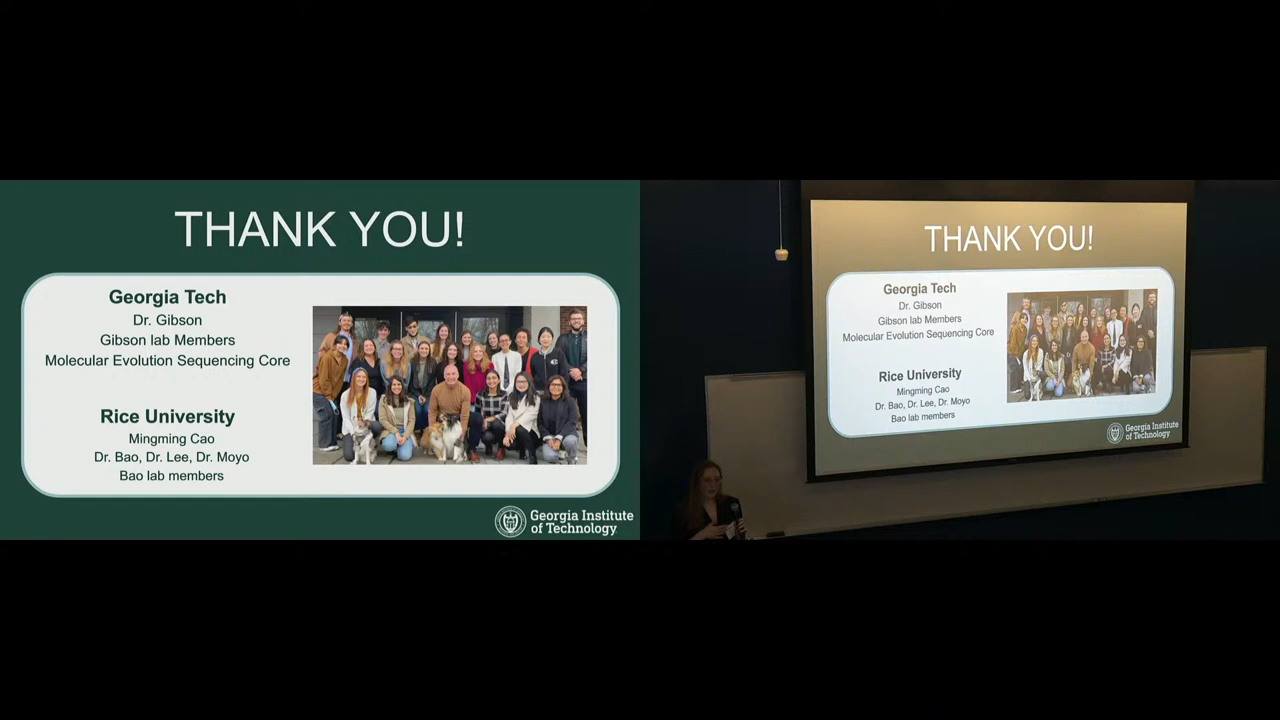 THANK YOU!
Georgia Tech
Dr. Gibson
Gibson lab Members
Molecular Evolution Sequencing Core
Rice University
Mingming Cao
Dr. Bao, Dr. Lee, Dr. Moyo
Bao lab members
Georgia Institute
of Technology
THANK YOU!
Georgia Tech
Dr. Gibson
Gibson lab Members
Molecular Evolution Sequencing Core
Rice University
Mingming Cao
Dr. Bao, Dr. Lee, Dr. Moyo
Bao lab members
Georgia Institute
of Technology